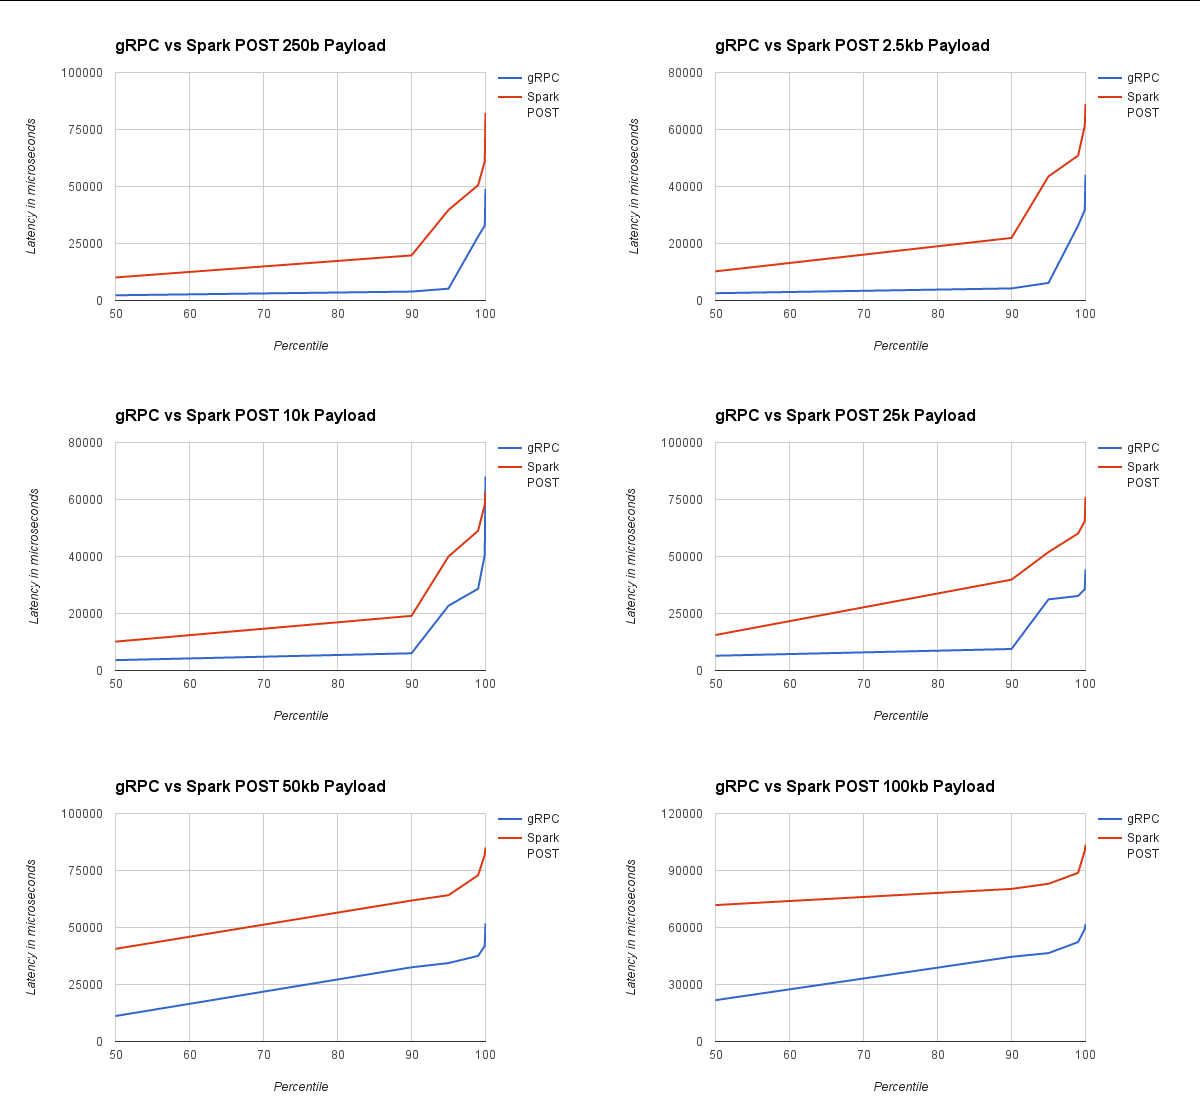 gRPC vs Spark POST 250b Payload
100000
75000
50000
25000
0
50 60 70 80 90 100
Latency in microseconds
Percentile
gRPC
Spark
POST
gRPC vs Spark POST 2.5kb Payload
80000
60000
40000
20000
0
50 60 70 80 90 100
Latency in microseconds
Percentile
gRPC
Spark
POST
gRPC vs Spark POST 10k Payload
80000
60000
40000
20000
0
50 60 70 80 90 100
Latency in microseconds
Percentile
gRPC
Spark
POST
gRPC vs Spark POST 25k Payload
100000
75000
50000
25000
0
50 60 70 80 90 100
Latency in microseconds
Percentile
gRPC
Spark
POST
gRPC vs Spark POST 50kb Payload
100000
75000
50000
25000
0
50 60 70 80 90 100
Latency in microseconds
Percentile
gRPC
Spark
POST
gRPC vs Spark POST 100kb Payload
120000
90000
60000
30000
0
50 60 70 80 90 100
Latency in microseconds
Percentile
gRPC
Spark
POST